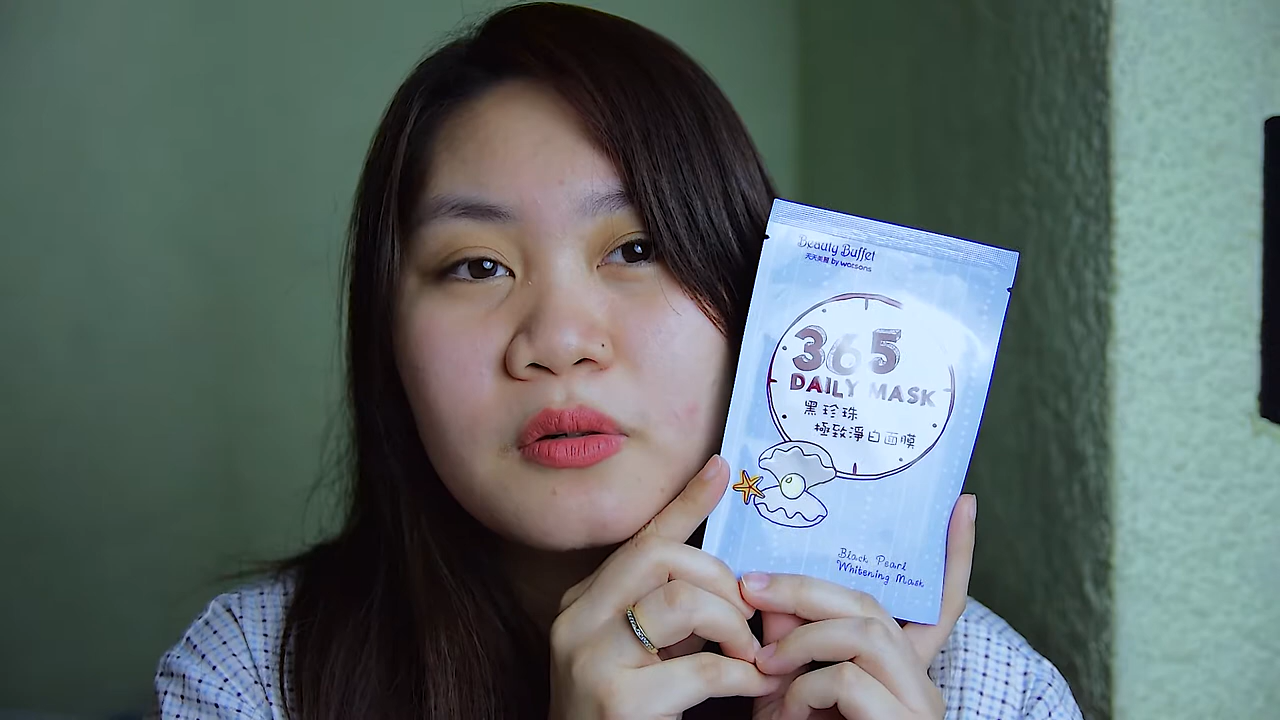 Beauty Buffet
天天美麗 by watsons
365
DAILY MASK
黑珍珠
極致淨白面膜
Black Pearl
Whitening Mask